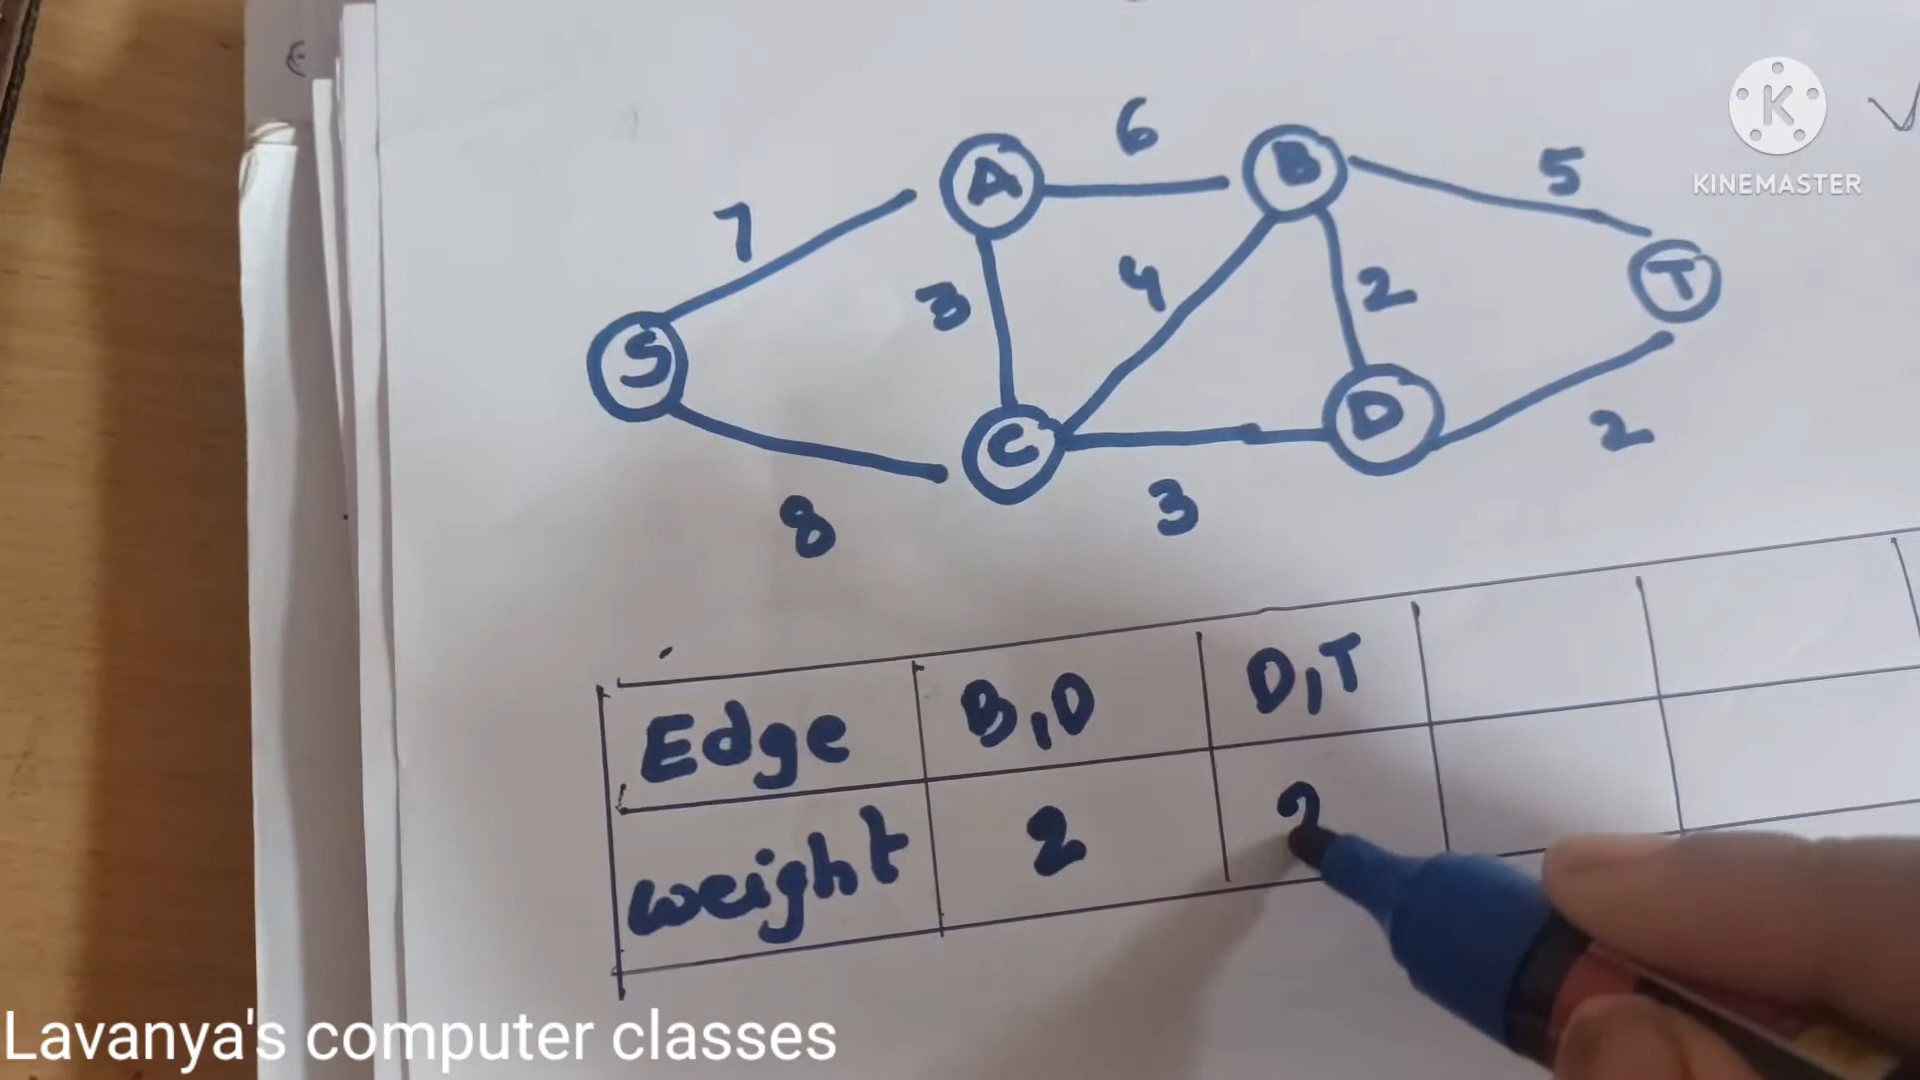 6
A
B
5
7
3
4
2
T
S
C
D
8
3
2
K
KINEMASTER
Edge B,D D,T
weight 2 2
Lavanya's computer classes